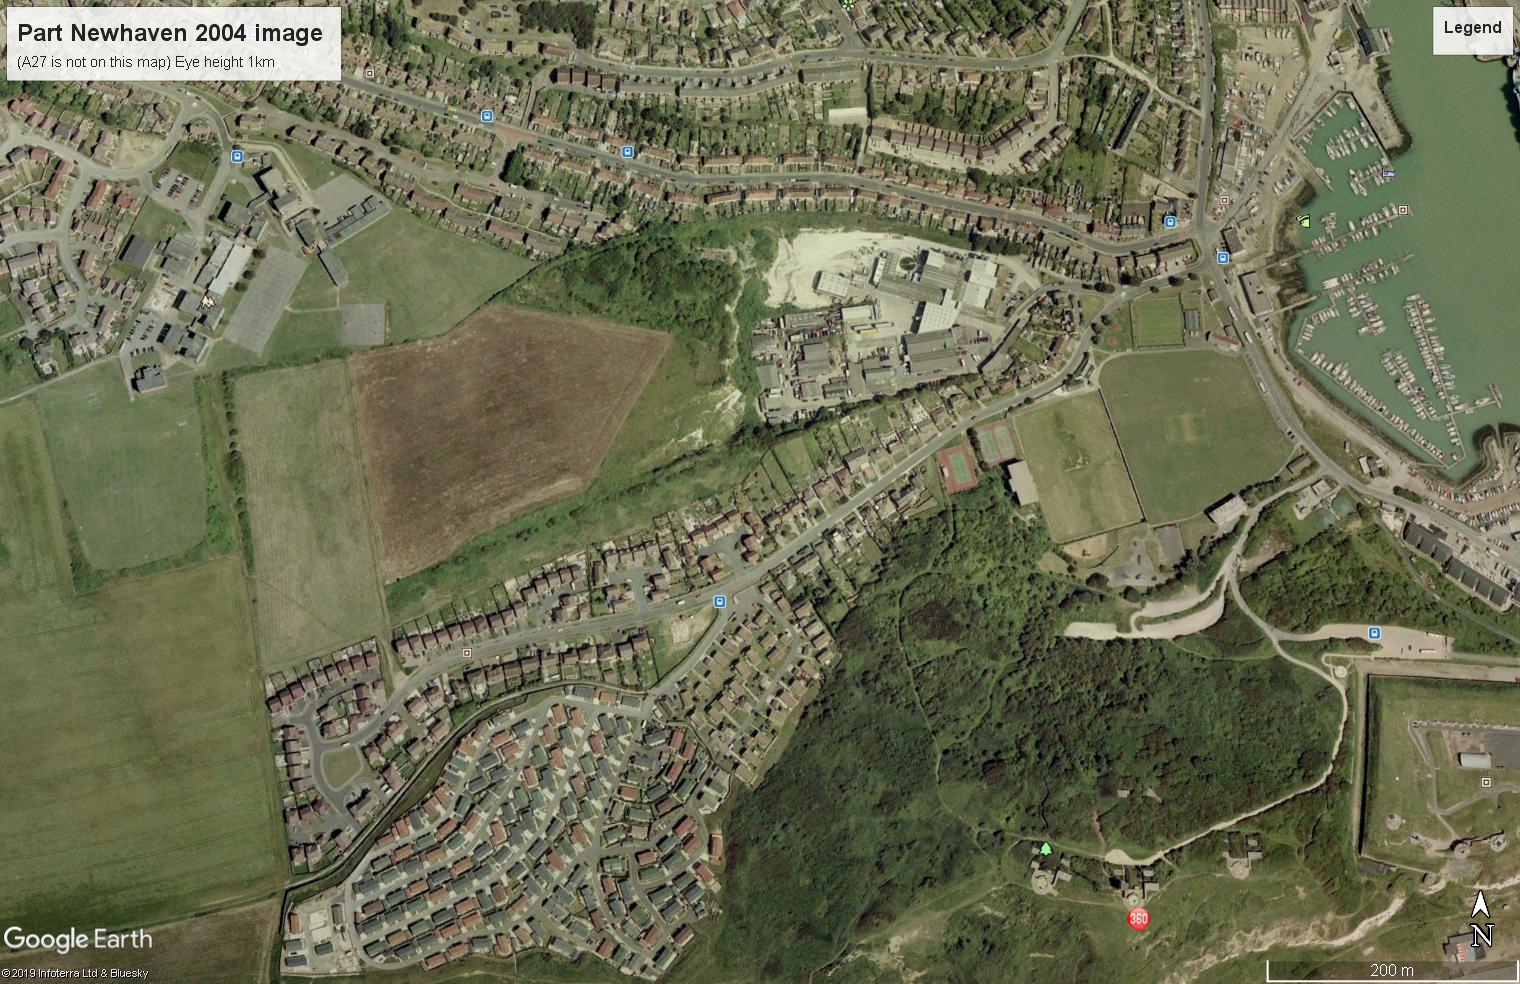 Part Newhaven 2004 image
(A27 is not on this map) Eye height 1km
Legend
360
N
Google Earth
©2019 Infoterra Ltd & Bluesky
200 m